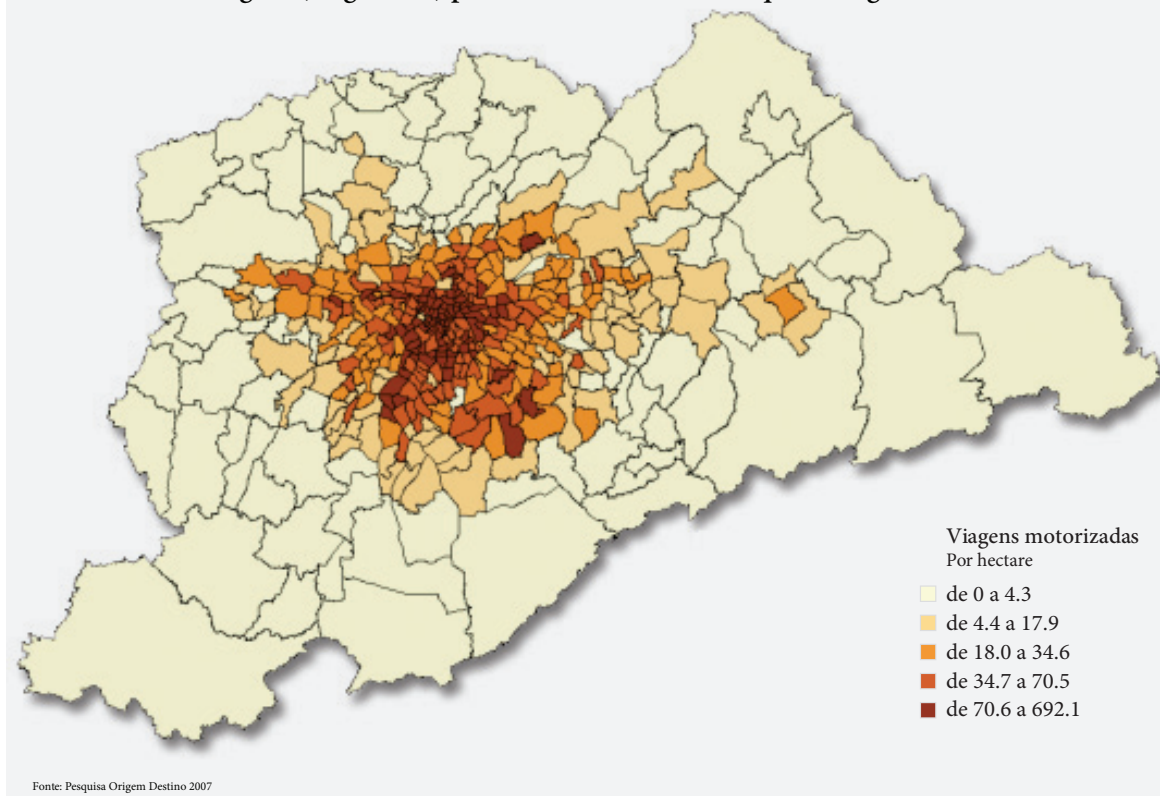 Viagens motorizadas
Por hectare
de 0 a 4.3
de 4.4 a 17.9
de 18.0 a 34.6
de 34.7 a 70.5
de 70.6 a 692.1
Fonte: Pesquisa Origem Destino 2007